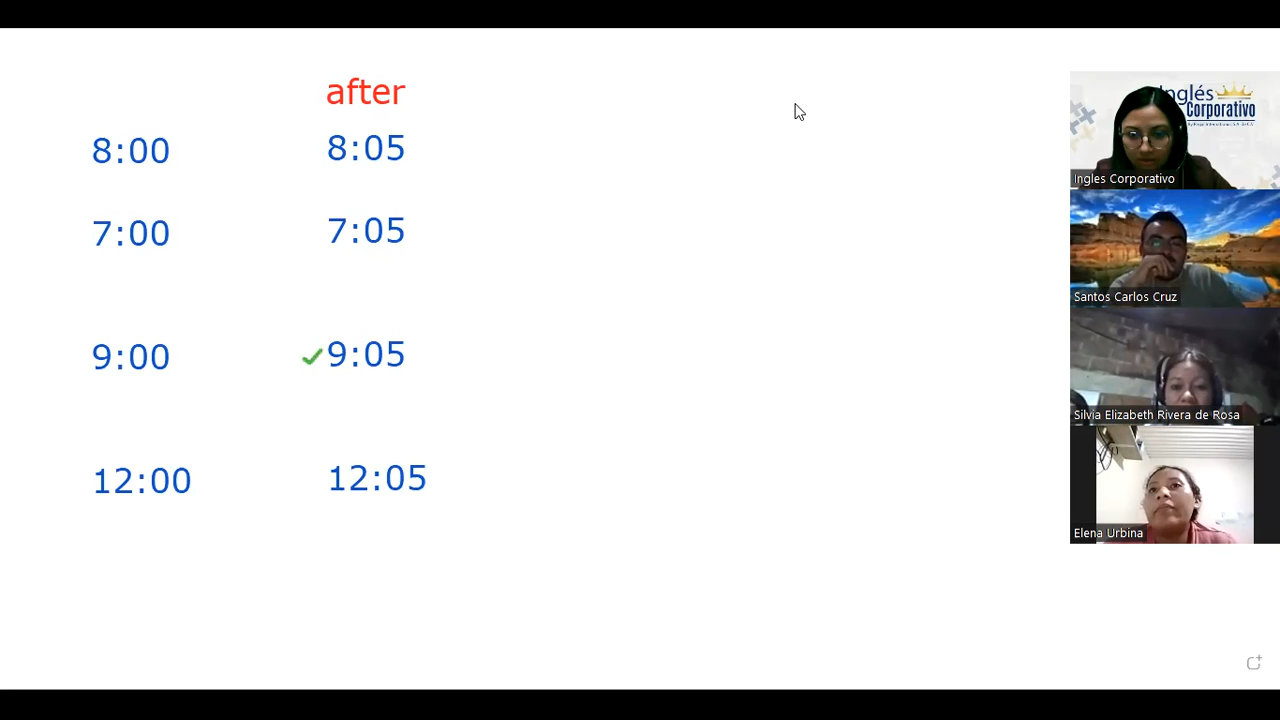 after
8:00 8:05
7:00 7:05
9:00 9:05
12:00 12:05
Inglés
Corporativo
Ingles Corporativo
Santos Carlos Cruz
Silvia Elizabeth Rivera de Rosa
Elena Urbina